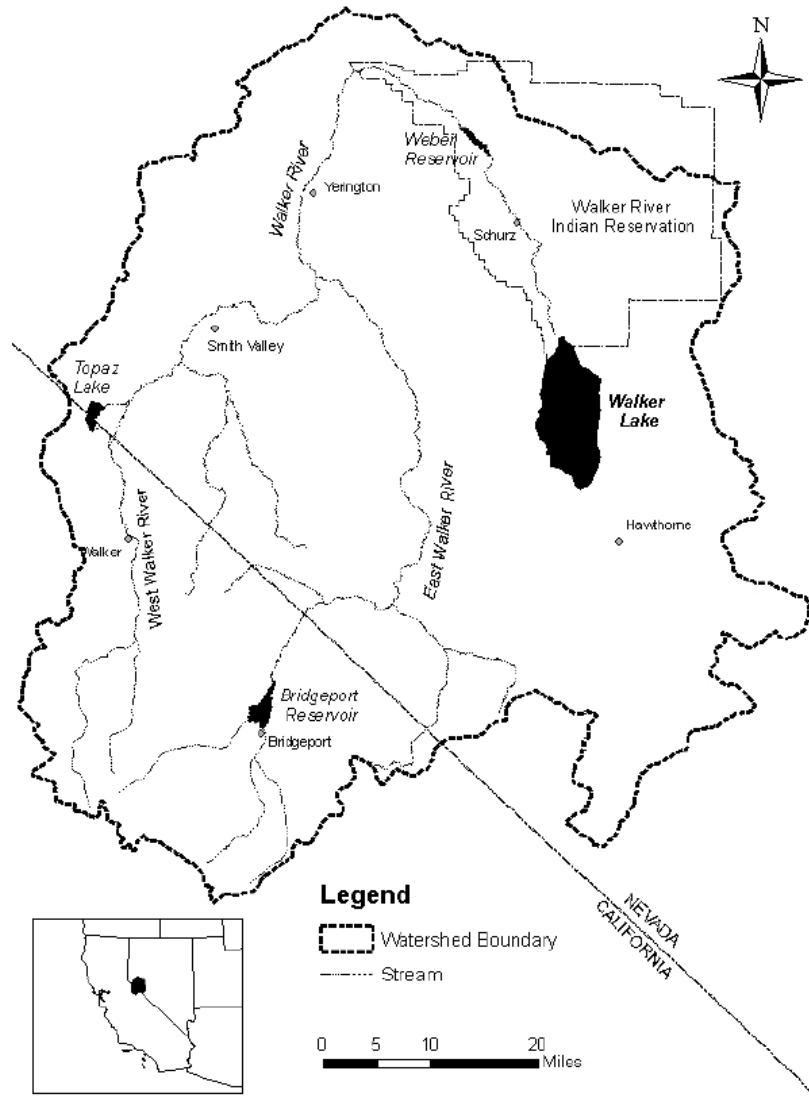 N
Weber
Reservoir
Walker River
Yerington
Walker River
Indian Reservation
Schurz
Smith Valley
Topaz
Lake
Walker
Lake
East Walker River
Hawthorne
Walker
West Walker River
Bridgeport
Reservoir
Bridgeport
Legend
Watershed Boundary
Stream
NEVADA
CALIFORNIA
0 5 10 20
Miles